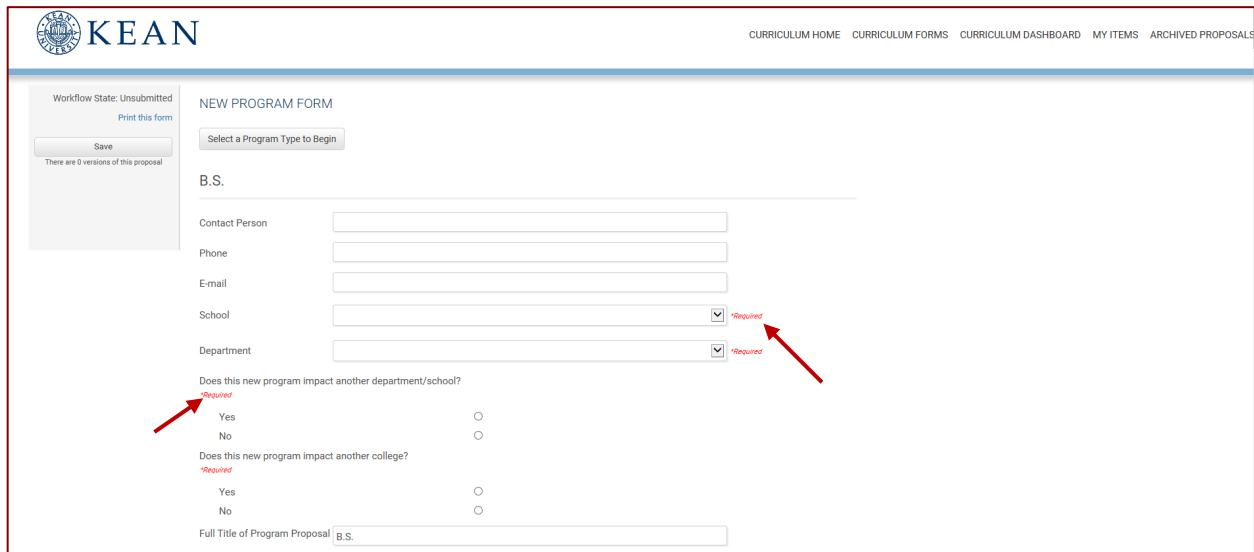 KEAN
KEAN
UNIVERSITY
CURRICULUM HOME CURRICULUM FORMS CURRICULUM DASHBOARD MY ITEMS ARCHIVED PROPOSALS
Workflow State: Unsubmitted
Print this form
Save
There are 0 versions of this proposal
NEW PROGRAM FORM
Select a Program Type to Begin
B.S.
Contact Person
Phone
E-mail
School *Required
Department *Required
Does this new program impact another department/school?
*Required
Yes
No
Does this new program impact another college?
*Required
Yes
No
Full Title of Program Proposal B.S.